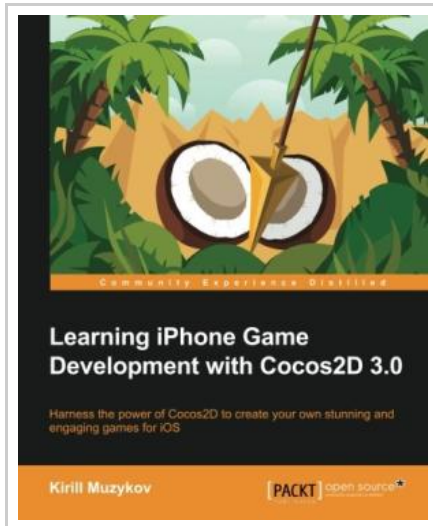 Community Experience Distilled
Learning iPhone Game
Development with Cocos2D 3.0
Harness the power of Cocos2D to create your own stunning and
engaging games for iOS
Kirill Muzykov
[PACKT] open source*